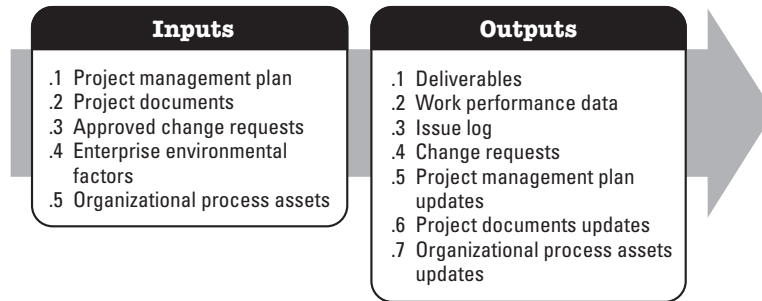 Inputs
.1 Project management plan
.2 Project documents
.3 Approved change requests
.4 Enterprise environmental
factors
.5 Organizational process assets
Outputs
.1 Deliverables
.2 Work performance data
.3 Issue log
.4 Change requests
.5 Project management plan
updates
.6 Project documents updates
.7 Organizational process assets
updates